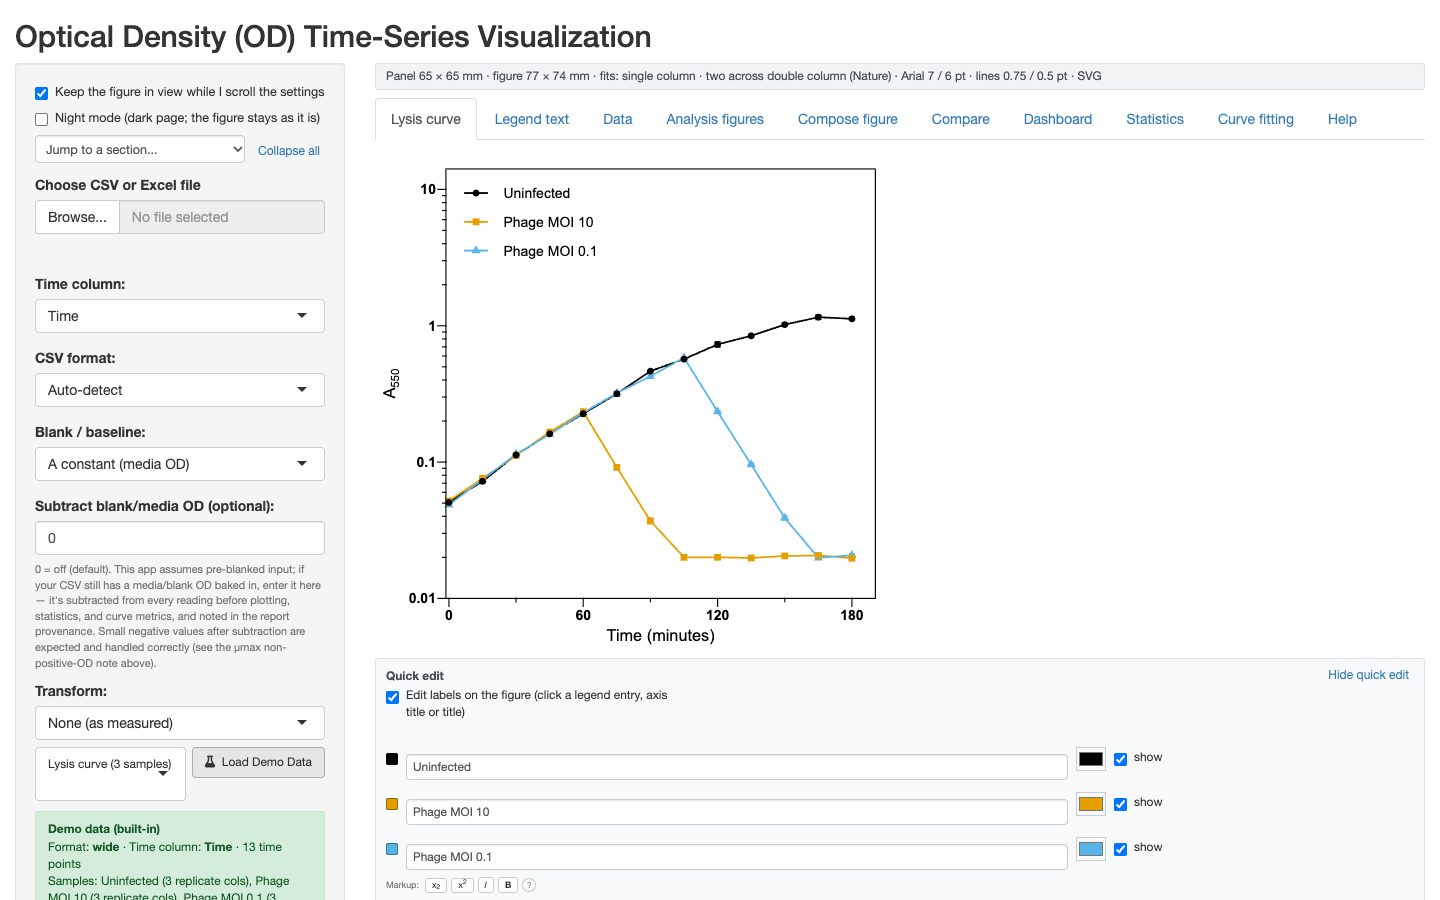 Optical Density (OD) Time-Series Visualization
Keep the figure in view while I scroll the settings
Night mode (dark page; the figure stays as it is)
Jump to a section...
Collapse all
Choose CSV or Excel file
Browse...
No file selected
Time column:
Time
CSV format:
Auto-detect
Blank / baseline:
A constant (media OD)
Subtract blank/media OD (optional):
0
0 = off (default). This app assumes pre-blanked input; if
your CSV still has a media/blank OD baked in, enter it here
— it's subtracted from every reading before plotting,
statistics, and curve metrics, and noted in the report
provenance. Small negative values after subtraction are
expected and handled correctly (see the µmax non-
positive-OD note above).
Transform:
None (as measured)
Lysis curve (3 samples)
Load Demo Data
Demo data (built-in)
Format: wide · Time column: Time · 13 time
points
Samples: Uninfected (3 replicate cols), Phage
MOI 10 (3 replicate cols), Phage MOI 0.1 (3
Panel 65 × 65 mm · figure 77 × 74 mm · fits: single column · two across double column (Nature) · Arial 7 / 6 pt · lines 0.75 / 0.5 pt · SVG
Lysis curve
Legend text
Data
Analysis figures
Compose figure
Compare
Dashboard
Statistics
Curve fitting
Help
10
1
0.1
0.01
A550
Uninfected
Phage MOI 10
Phage MOI 0.1
0
60
120
180
Time (minutes)
Quick edit
Hide quick edit
Edit labels on the figure (click a legend entry, axis
title or title)
Uninfected
show
Phage MOI 10
show
Phage MOI 0.1
show
Markup: x2 x2 I B ?